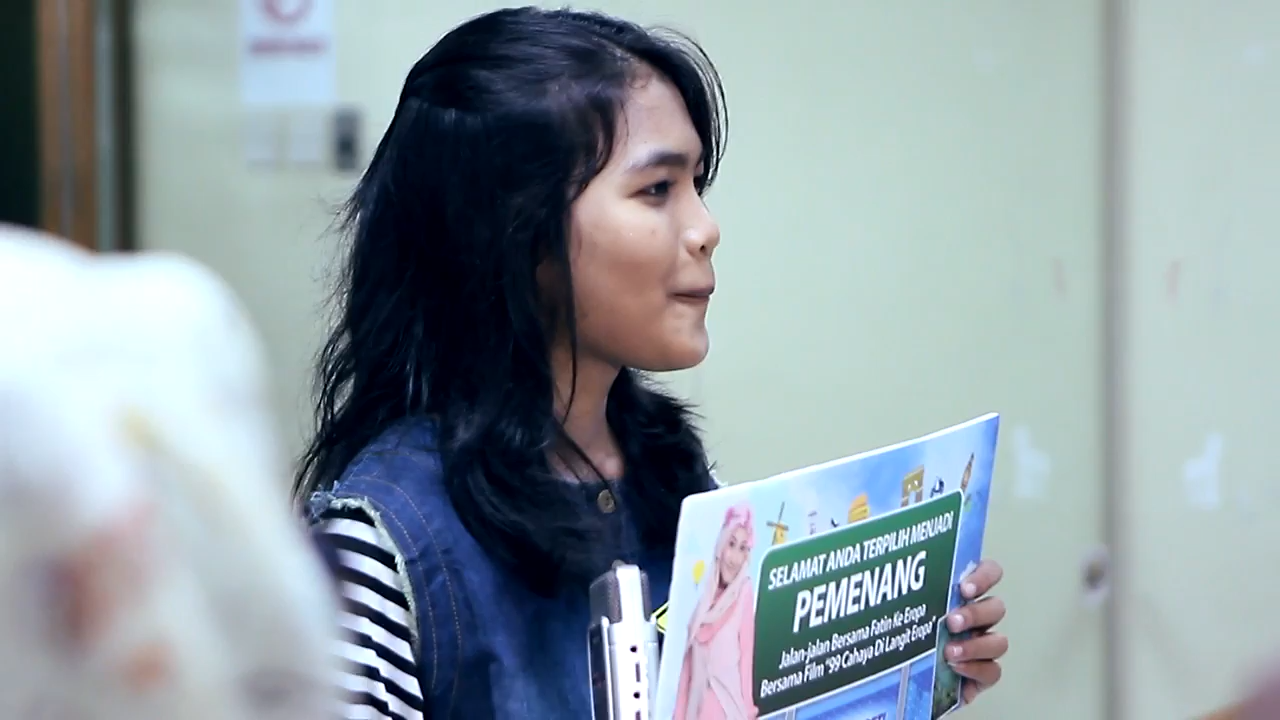 SELAMAT ANDA TERPILIH MENJADI
PEMENANG
Jalan-jalan Bersama Fatin Ke Eropa
Bersama Film "99 Cahaya Di Langit Eropa"